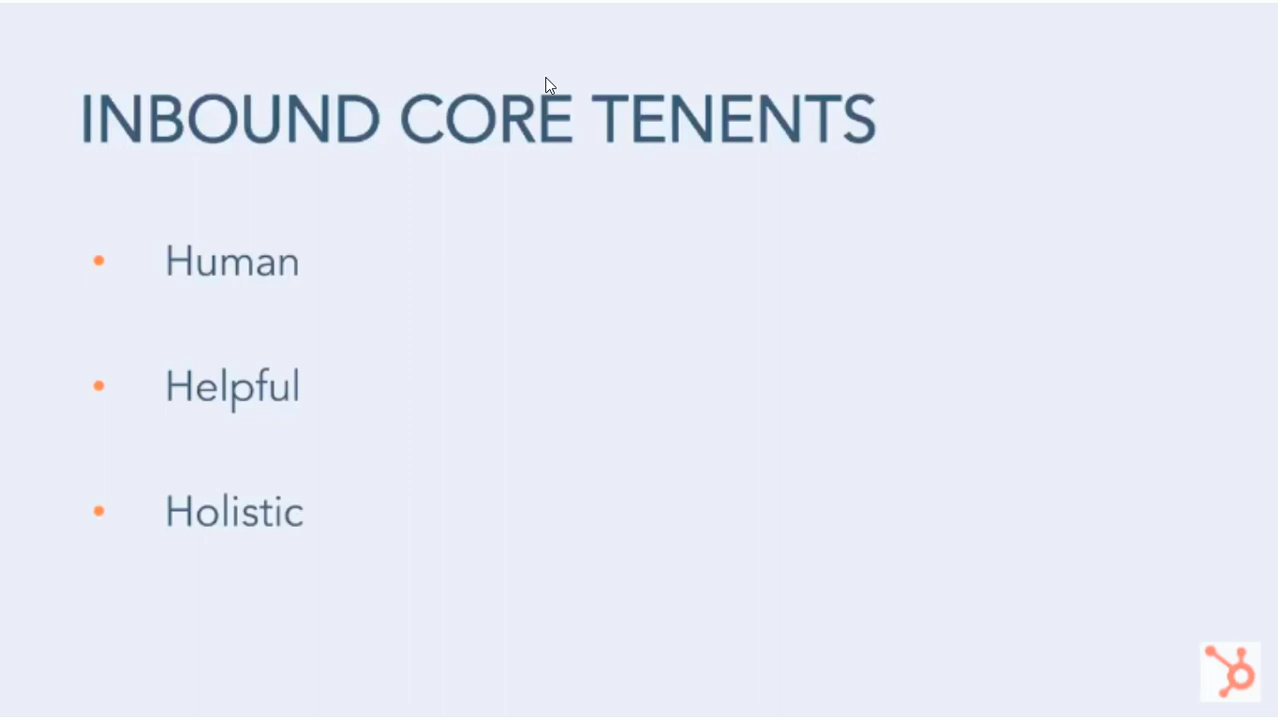 INBOUND CORE TENENTS
• Human
• Helpful
• Holistic